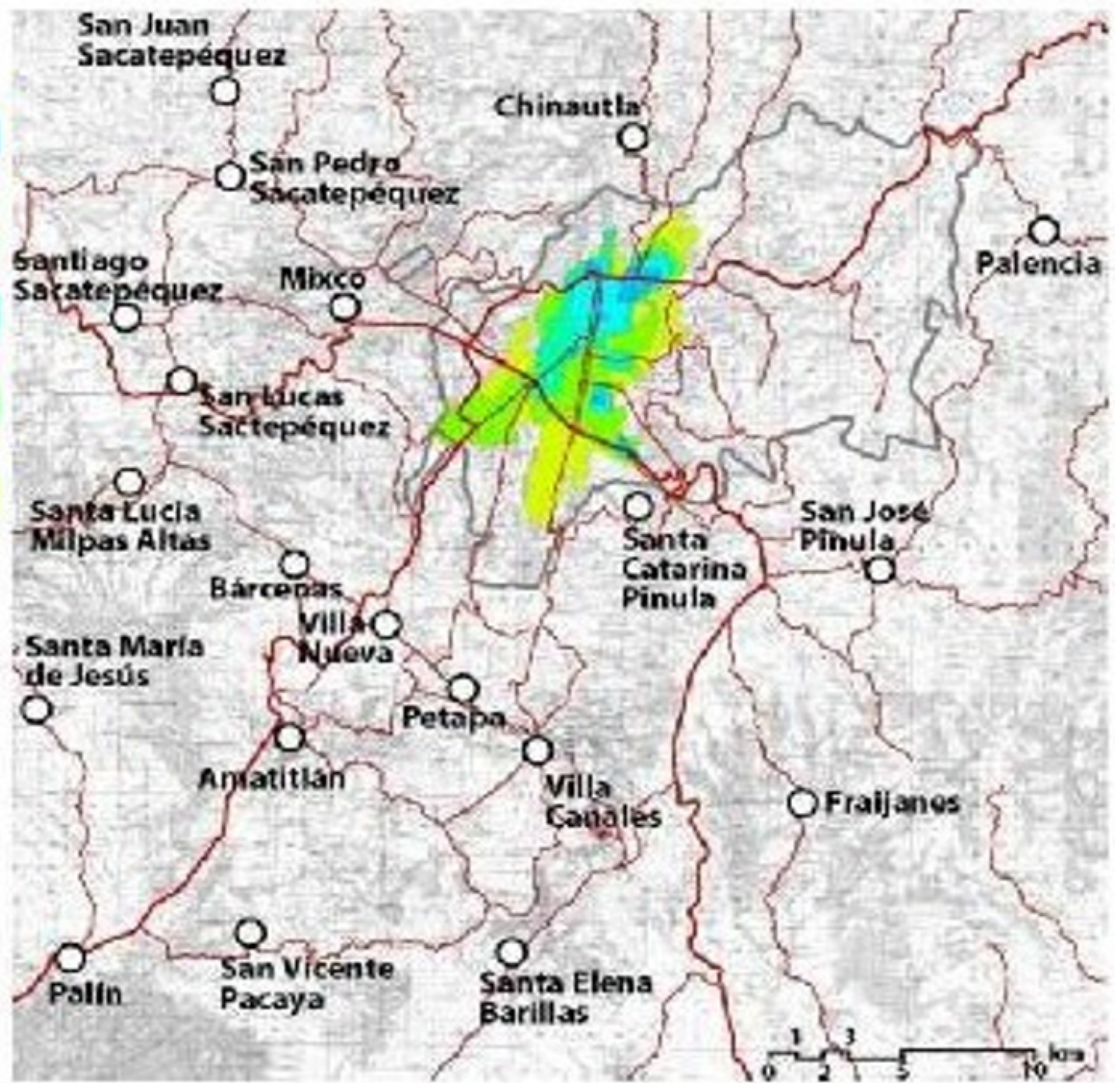 San Juan
Sacatepéquez
Chinautla
San Pedro
Sacatepéquez
Palencia
Santiago
Sacatepéquez
Mixco
San Lucas
Sactepéquez
Santa Lucia
Milpas Altas
San José
Pinula
Santa
Catarina
Pinula
Bárcenas
Villa
Nueva
Santa María
de Jesús
Petapa
Amatitlán
Villa
Canales
Fraijanes
San Vicente
Pacaya
Santa Elena
Barillas
Palín
1 3 km
0 2 5 10